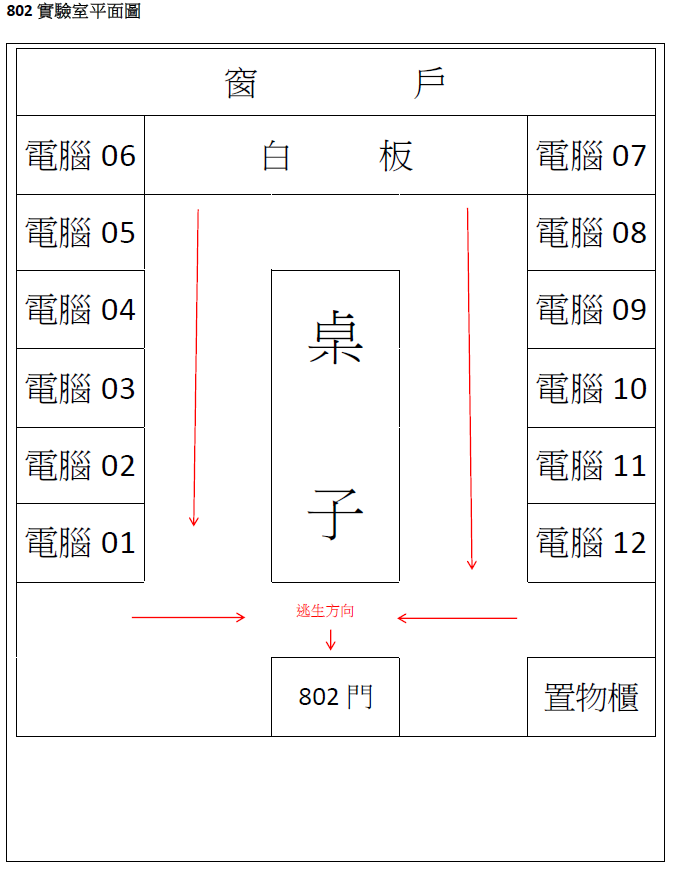 802 實驗室平面圖
窗 戶
電腦 06 白 板 電腦 07
電腦 05 電腦 08
電腦 04 桌 電腦 09
電腦 03 電腦 10
電腦 02 電腦 11
電腦 01 子 電腦 12
逃生方向
802 門 置物櫃